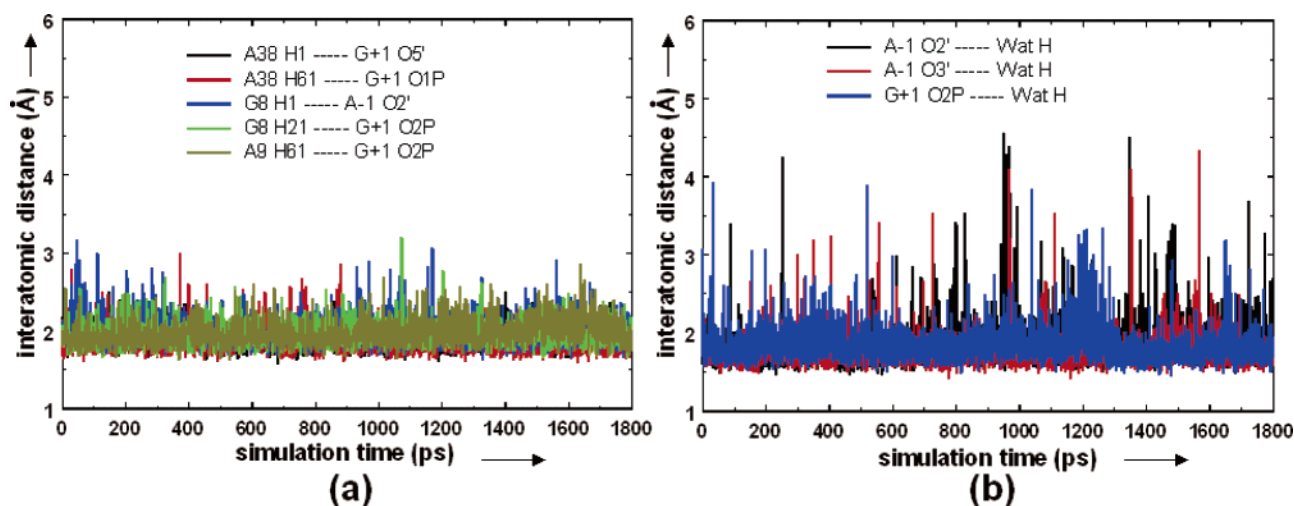 6
5
4
3
2
1
interatomic distance (Å)
A38 H1 ----- G+1 O5'
A38 H61 ----- G+1 O1P
G8 H1 ----- A-1 O2'
G8 H21 ----- G+1 O2P
A9 H61 ----- G+1 O2P
0 200 400 600 800 1000 1200 1400 1600 1800
simulation time (ps)
(a)
6
5
4
3
2
1
interatomic distance (Å)
A-1 O2' ----- Wat H
A-1 O3' ----- Wat H
G+1 O2P ----- Wat H
0 200 400 600 800 1000 1200 1400 1600 1800
simulation time (ps)
(b)